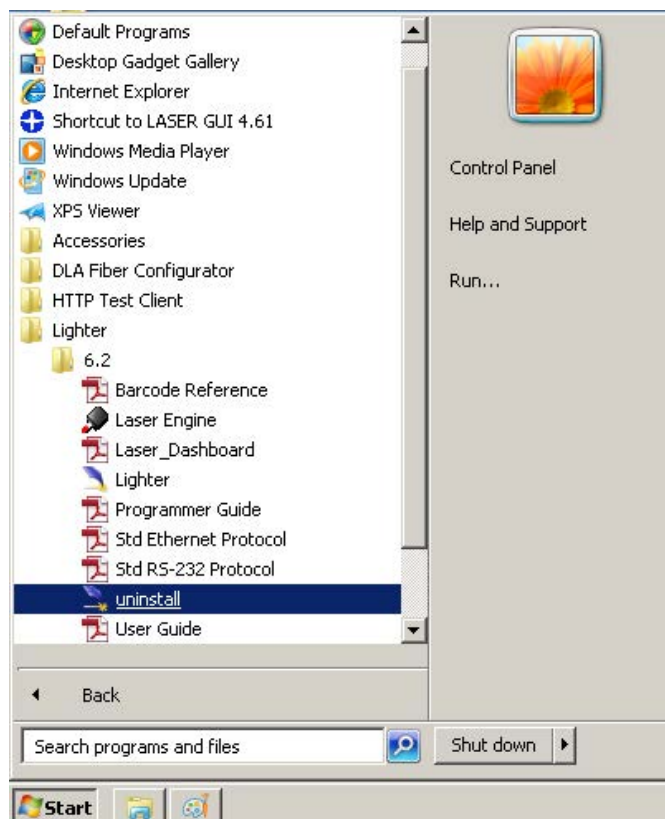 Default Programs
Desktop Gadget Gallery
Internet Explorer
Shortcut to LASER GUI 4.61
Windows Media Player
Windows Update
XPS Viewer
Accessories
DLA Fiber Configurator
HTTP Test Client
Lighter
6.2
Barcode Reference
Laser Engine
Laser_Dashboard
Lighter
Programmer Guide
Std Ethernet Protocol
Std RS-232 Protocol
uninstall
User Guide
Back
Search programs and files
Control Panel
Help and Support
Run...
Shut down
Start